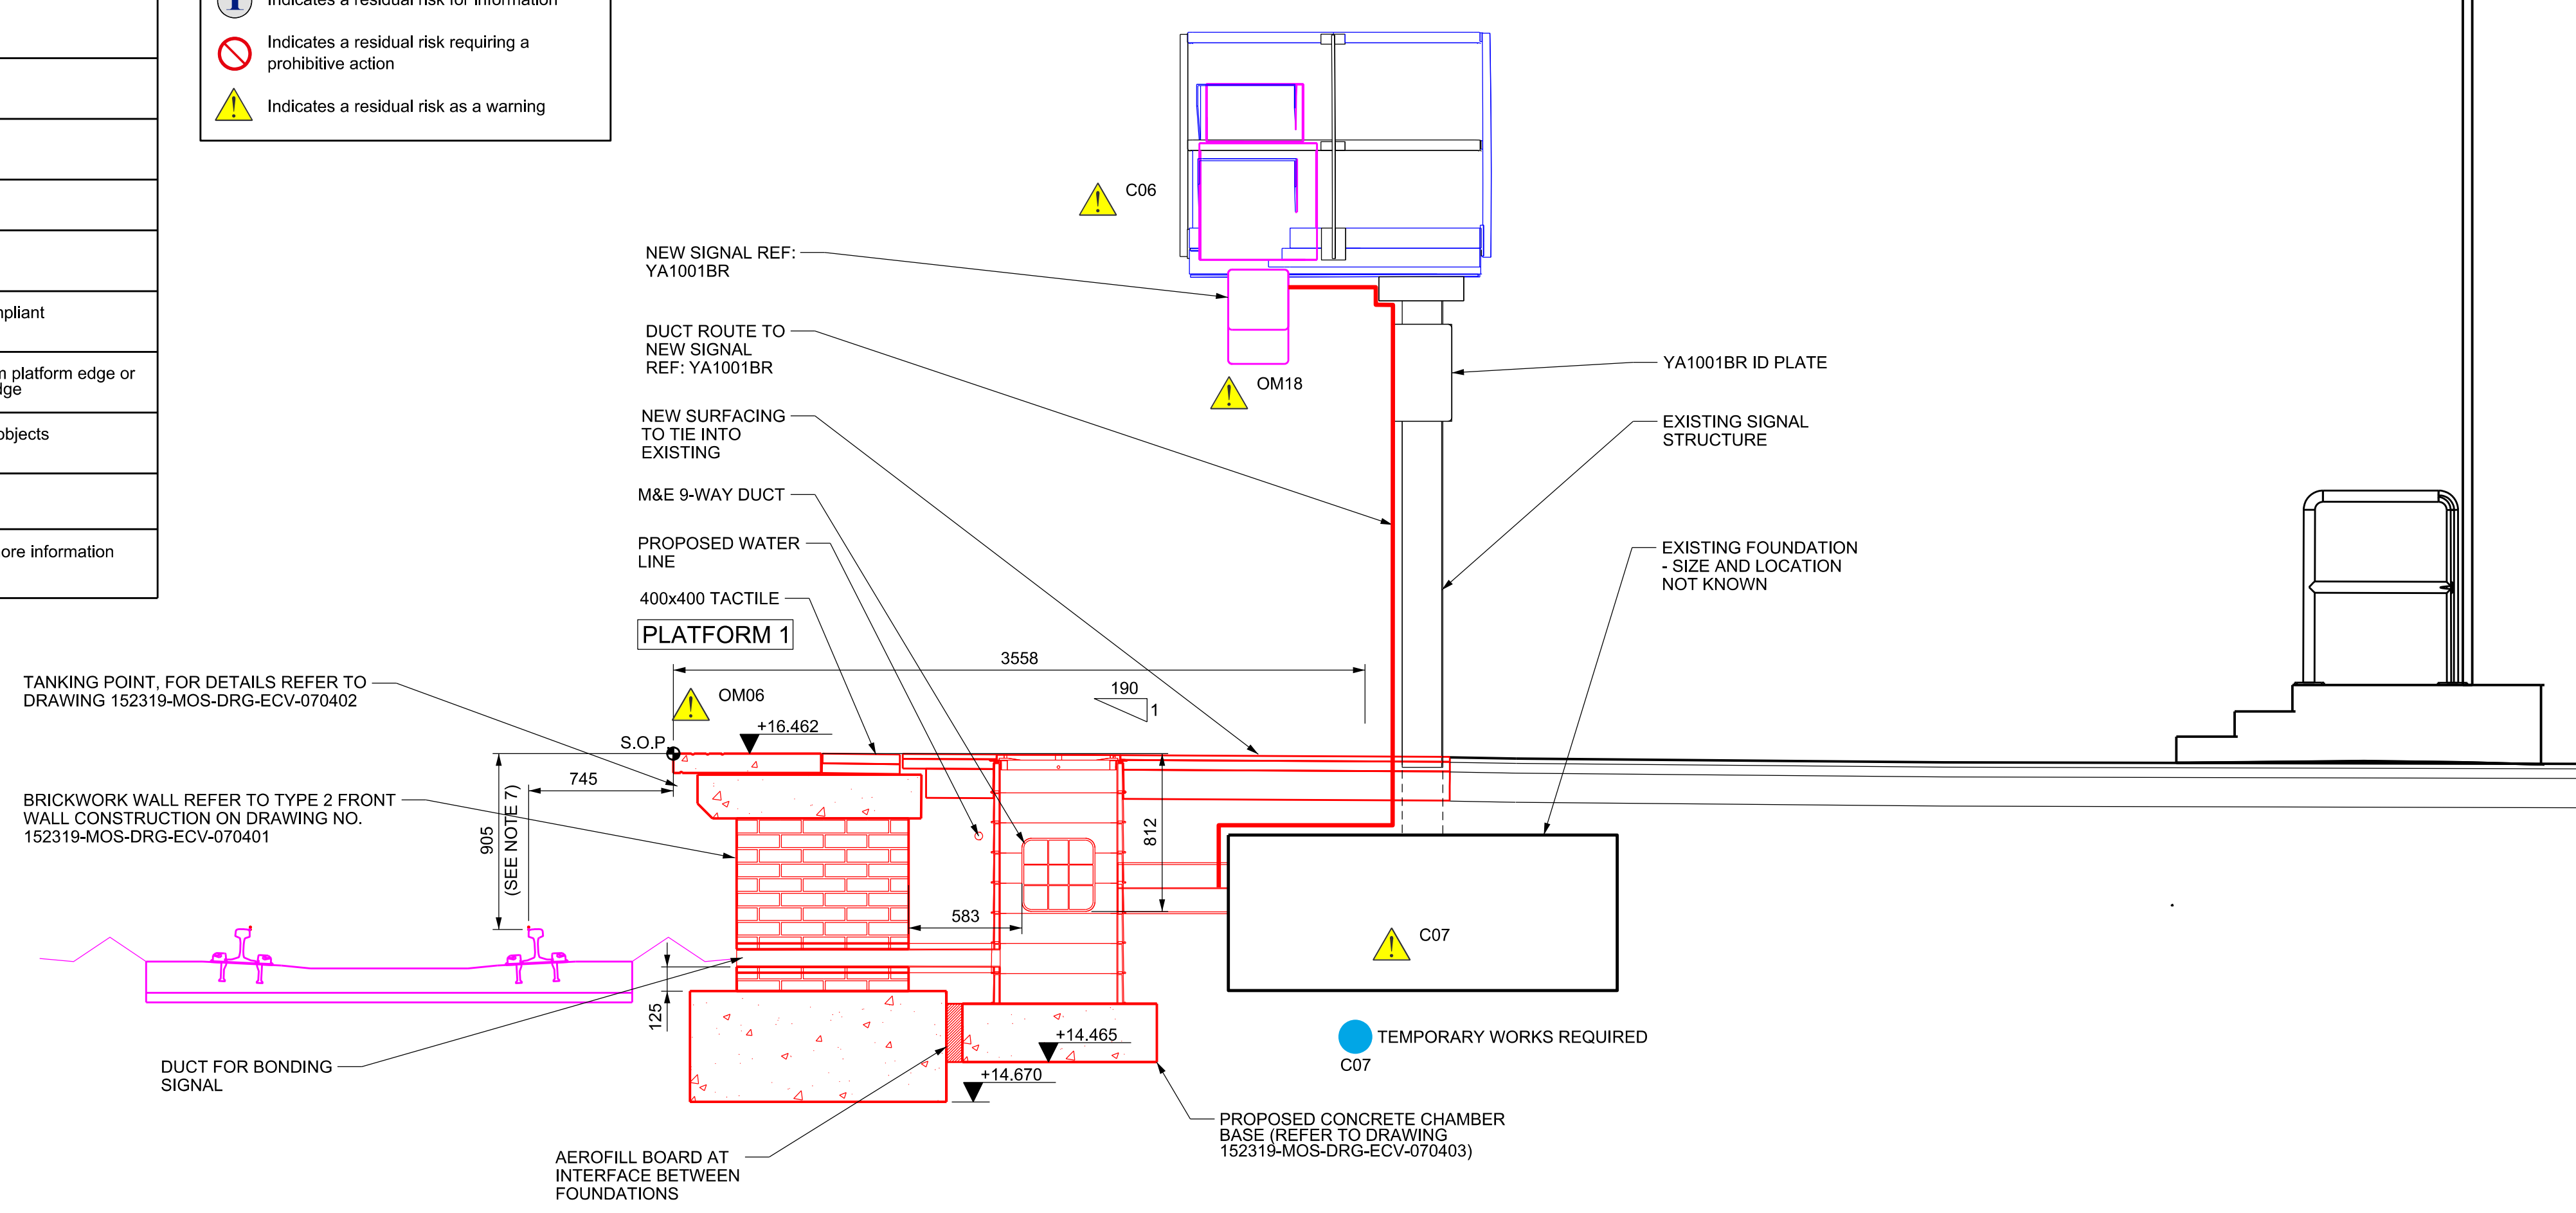 Indicates a residual risk for information
Indicates a residual risk requiring a
prohibitive action
Indicates a residual risk as a warning
platform edge or
objects
ore information
C06
NEW SIGNAL REF:
YA1001BR
DUCT ROUTE TO
NEW SIGNAL
REF: YA1001BR
OM18
YA1001BR ID PLATE
NEW SURFACING
TO TIE INTO
EXISTING
EXISTING SIGNAL
STRUCTURE
M&E 9-WAY DUCT
PROPOSED WATER
LINE
EXISTING FOUNDATION
- SIZE AND LOCATION
NOT KNOWN
400x400 TACTILE
PLATFORM 1
3558
TANKING POINT, FOR DETAILS REFER TO
DRAWING 152319-MOS-DRG-ECV-070402
OM06
190
1
+16.462
S.O.P
745
BRICKWORK WALL REFER TO TYPE 2 FRONT
WALL CONSTRUCTION ON DRAWING NO.
152319-MOS-DRG-ECV-070401
905
(SEE NOTE 7)
812
583
C07
125
+14.465
TEMPORARY WORKS REQUIRED
C07
DUCT FOR BONDING
SIGNAL
+14.670
PROPOSED CONCRETE CHAMBER
BASE (REFER TO DRAWING
152319-MOS-DRG-ECV-070403)
AEROFILL BOARD AT
INTERFACE BETWEEN
FOUNDATIONS